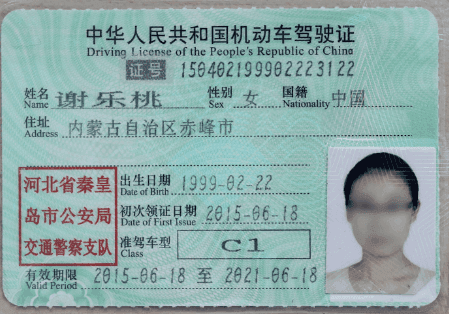 中华人民共和国机动车驾驶证
Driving License of the People's Republic of China
证号 150402199902223122
姓名 Name 谢乐桃 性别 Sex 女 国籍 Nationality 中国
住址 Address 内蒙古自治区赤峰市
河北省秦皇
岛市公安局
交通警察支队
出生日期 Date of Birth 1999-02-22
初次领证日期 Date of First Issue 2015-06-18
准驾车型 Class C1
有效期限 Valid Period 2015-06-18 至 2021-06-18